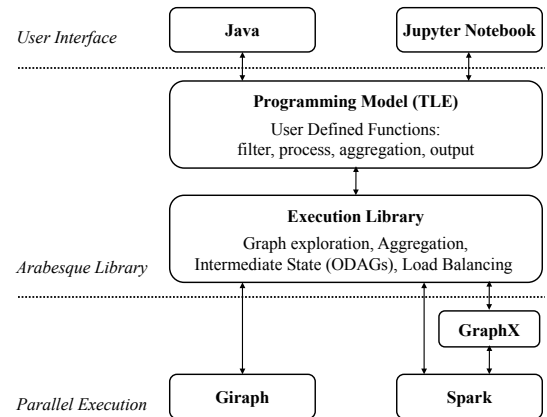 User Interface
Java
Jupyter Notebook
Programming Model (TLE)
User Defined Functions:
filter, process, aggregation, output
Execution Library
Graph exploration, Aggregation,
Intermediate State (ODAGs), Load Balancing
Arabesque Library
GraphX
Parallel Execution
Giraph
Spark